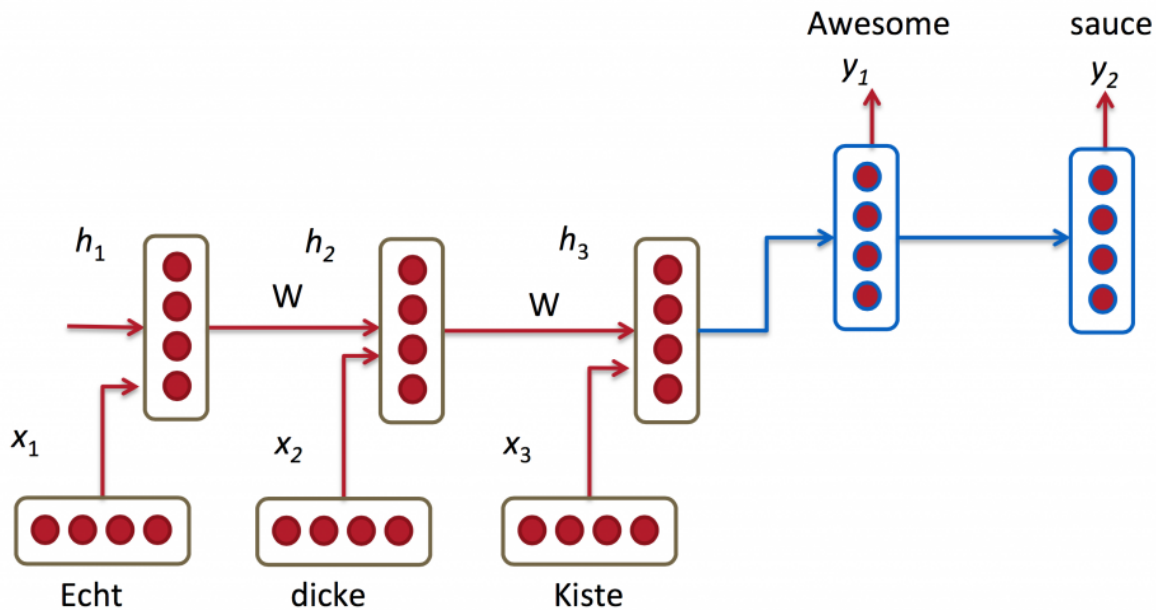 Awesome sauce
y1 y2
h1 h2 h3
W W
x1 x2 x3
Echt dicke Kiste